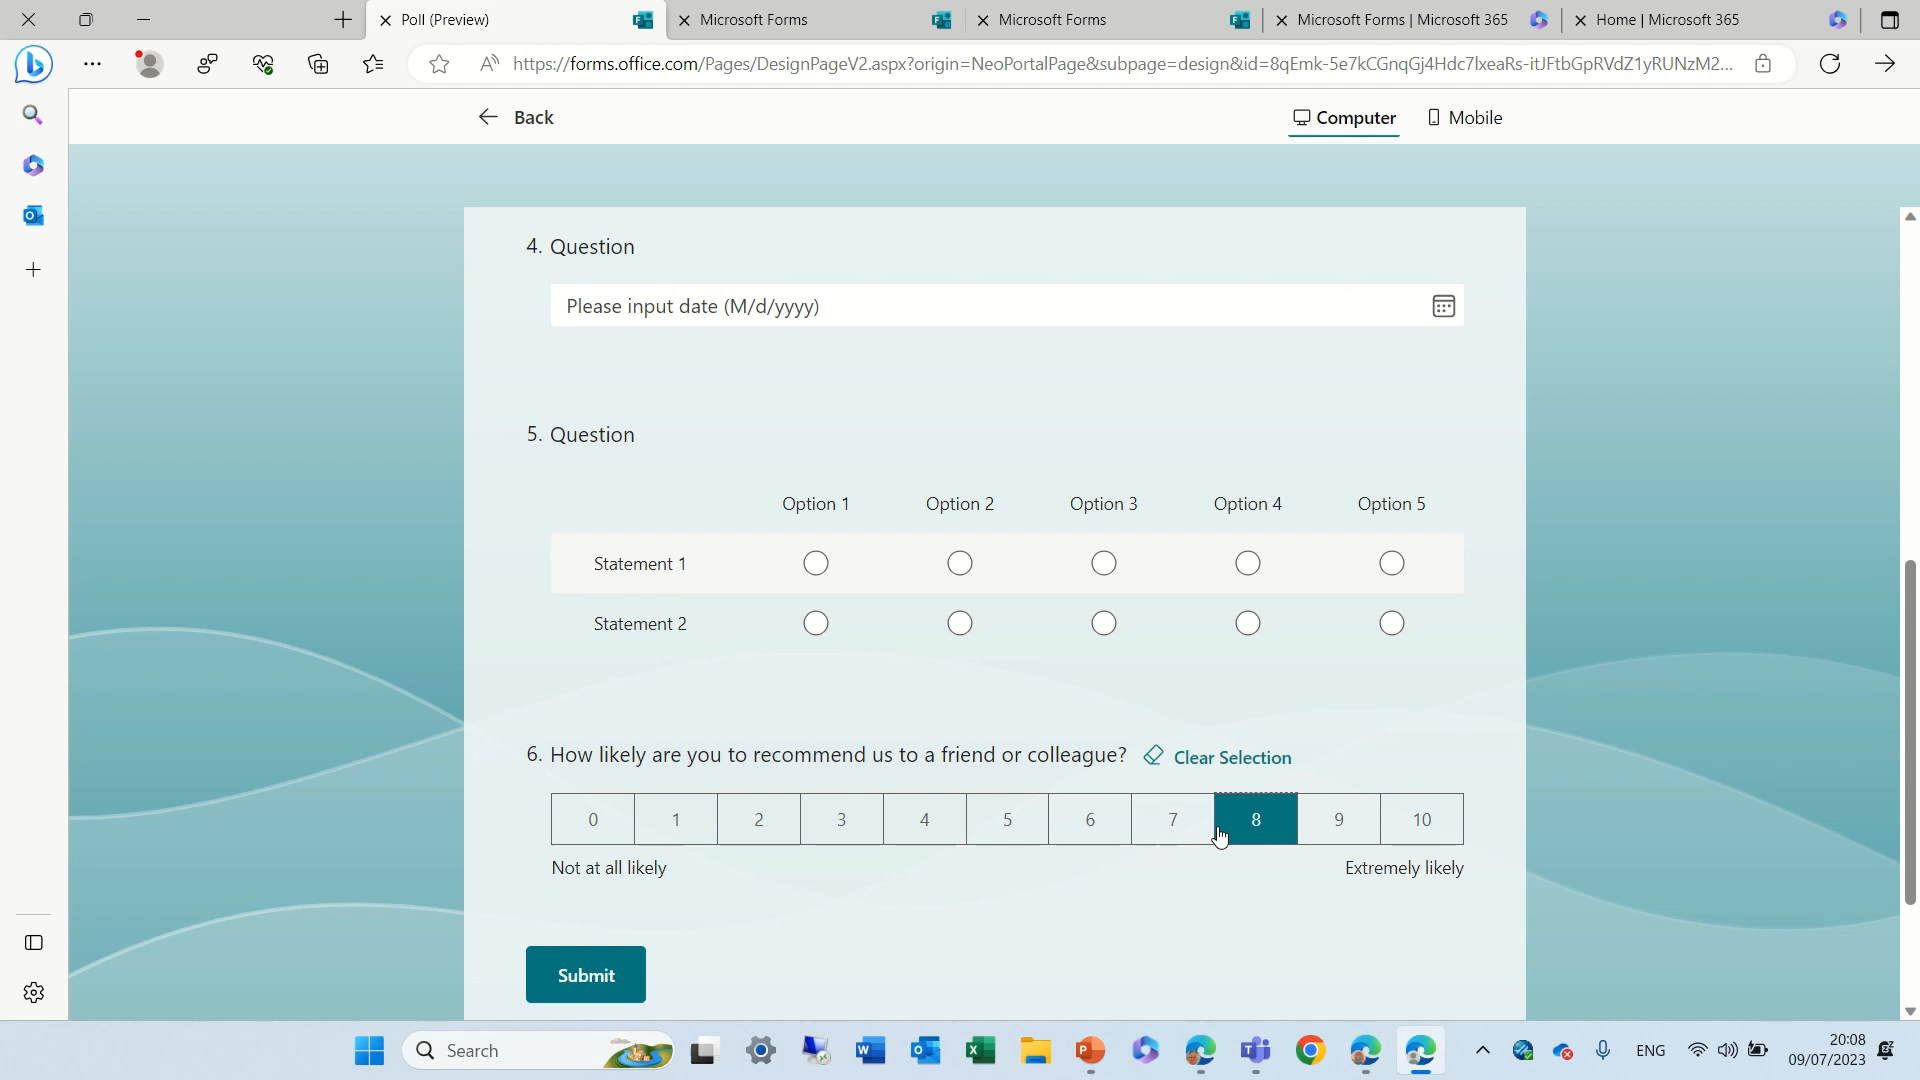 Poll (Preview)
Microsoft Forms
Microsoft Forms
Microsoft Forms | Microsoft 365
Home | Microsoft 365
https://forms.office.com/Pages/DesignPageV2.aspx?origin=NeoPortalPage&subpage=design&id=8qEmk-5e7kCGnqGj4Hdc7lxeaRs-itJFtbGpRVdZ1yRUNzM2...
Back
Computer
Mobile
4. Question
Please input date (M/d/yyyy)
5. Question
Option 1 Option 2 Option 3 Option 4 Option 5
Statement 1
Statement 2
6. How likely are you to recommend us to a friend or colleague? Clear Selection
0 1 2 3 4 5 6 7 8 9 10
Not at all likely Extremely likely
Submit
Search
ENG
20:08
09/07/2023